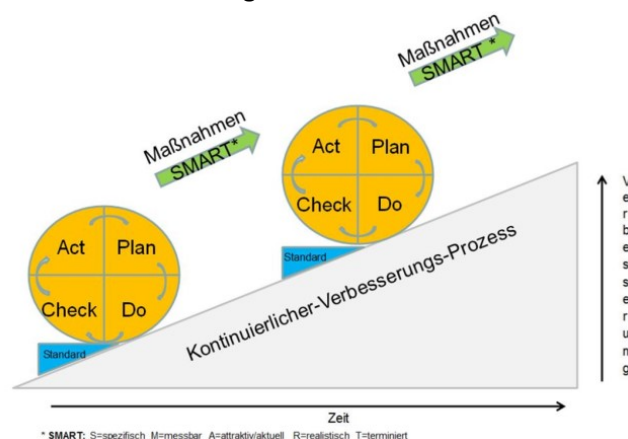 Maßnahmen
SMART *
Maßnahmen
SMART*
Act
Plan
Check
Do
Standard
Act
Plan
Check
Do
Standard
Kontinuierlicher-Verbesserungs-Prozess
Verbesserung
Zeit
* SMART: S=spezifisch M=messbar A=attraktiv/aktuell R=realistisch T=terminiert